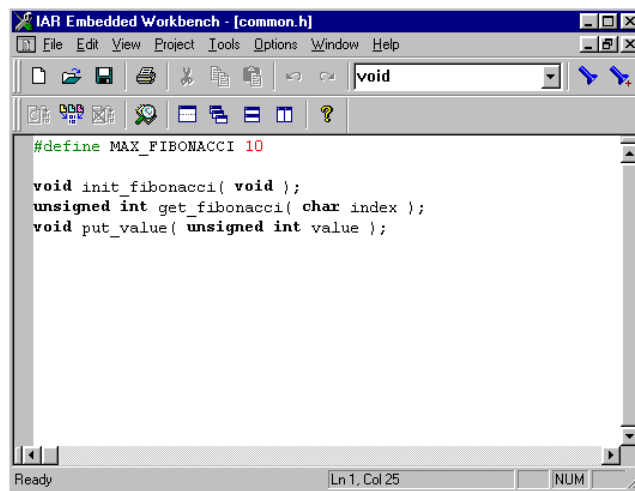 IAR Embedded Workbench - [common.h]
File Edit View Project Tools Options Window Help
void
#define MAX_FIBONACCI 10
void init_fibonacci( void );
unsigned int get_fibonacci( char index );
void put_value( unsigned int value );
Ready Ln 1, Col 25 NUM